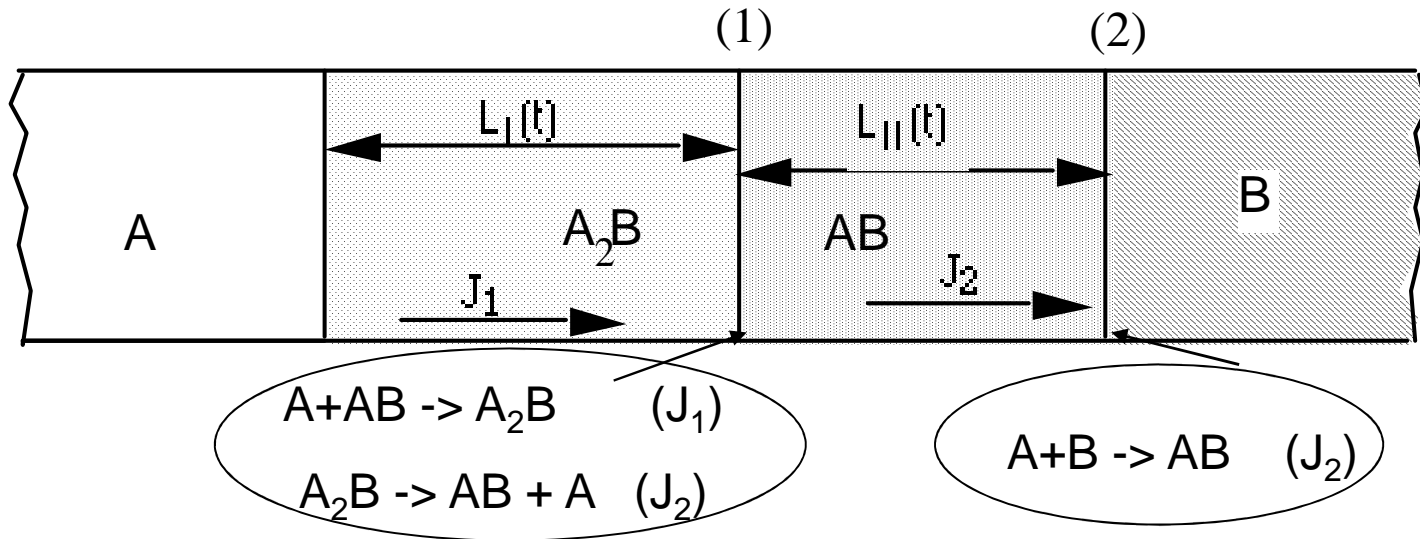 (1) (2)
L_I(t) L_II(t)
A A₂B AB B
J₁ J₂
A+AB -> A₂B (J₁)
A₂B -> AB + A (J₂)
A+B -> AB (J₂)